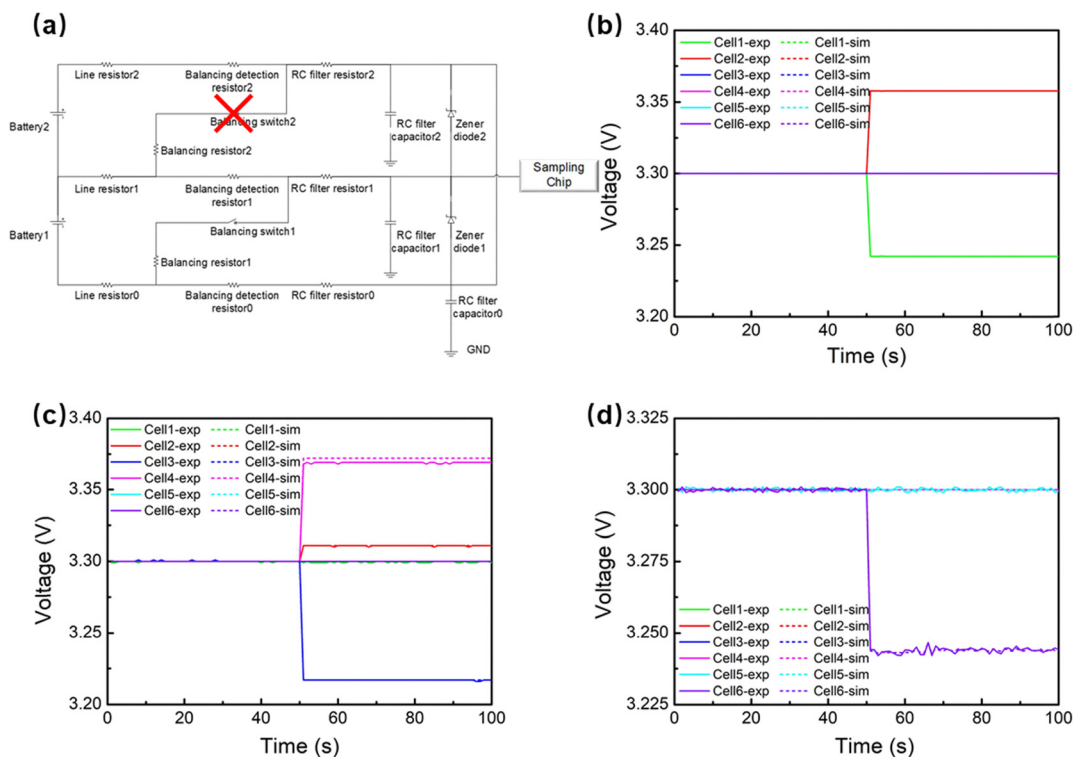 (a)
Line resistor2
Balancing detection
resistor2
RC filter resistor2
Battery2
Balancing switch2
RC filter
capacitor2
Zener
diode2
Balancing resistor2
Sampling
Chip
Line resistor1
Balancing detection
resistor1
RC filter resistor1
Battery1
Balancing switch1
RC filter
capacitor1
Zener
diode1
Balancing resistor1
Line resistor0
Balancing detection
resistor0
RC filter resistor0
RC filter
capacitor0
GND
(b)
3.40
3.35
3.30
3.25
3.20
Voltage (V)
Cell1-exp Cell1-sim
Cell2-exp Cell2-sim
Cell3-exp Cell3-sim
Cell4-exp Cell4-sim
Cell5-exp Cell5-sim
Cell6-exp Cell6-sim
0 20 40 60 80 100
Time (s)
(c)
3.40
3.35
3.30
3.25
3.20
Voltage (V)
Cell1-exp Cell1-sim
Cell2-exp Cell2-sim
Cell3-exp Cell3-sim
Cell4-exp Cell4-sim
Cell5-exp Cell5-sim
Cell6-exp Cell6-sim
0 20 40 60 80 100
Time (s)
(d)
3.325
3.300
3.275
3.250
3.225
Voltage (V)
Cell1-exp Cell1-sim
Cell2-exp Cell2-sim
Cell3-exp Cell3-sim
Cell4-exp Cell4-sim
Cell5-exp Cell5-sim
Cell6-exp Cell6-sim
0 20 40 60 80 100
Time (s)